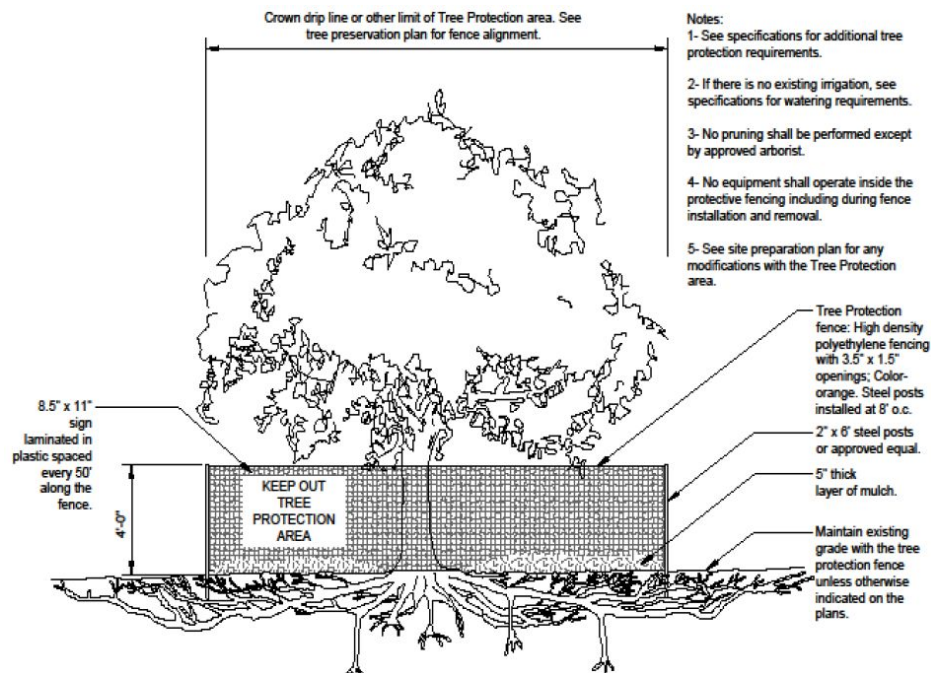 Crown drip line or other limit of Tree Protection area. See
tree preservation plan for fence alignment.
Notes:
1- See specifications for additional tree
protection requirements.
2- If there is no existing irrigation, see
specifications for watering requirements.
3- No pruning shall be performed except
by approved arborist.
4- No equipment shall operate inside the
protective fencing including during fence
installation and removal.
5- See site preparation plan for any
modifications with the Tree Protection
area.
Tree Protection
fence: High density
polyethylene fencing
with 3.5" x 1.5"
openings; Color-
orange. Steel posts
installed at 8' o.c.
2" x 6' steel posts
or approved equal.
5" thick
layer of mulch.
Maintain existing
grade with the tree
protection fence
unless otherwise
indicated on the
plans.
8.5" x 11"
sign
laminated in
plastic spaced
every 50'
along the
fence.
4'-0"
KEEP OUT
TREE
PROTECTION
AREA